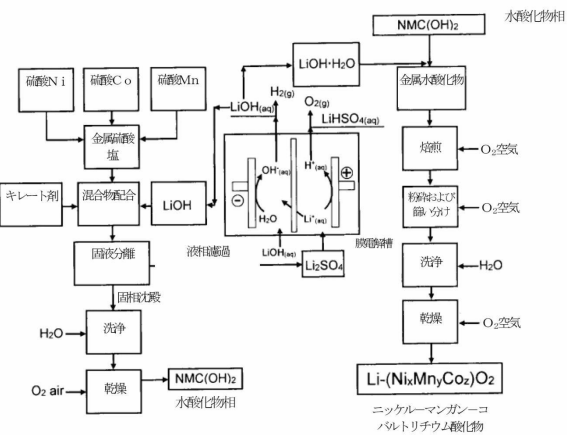 水酸化物相
NMC(OH)₂
硫酸Ｎｉ
硫酸Ｃｏ
硫酸Mn
LiOH・H₂O
金属水酸化物
H₂(g)
O₂(g)
LiOH(aq)
LiHSO₄(aq)
金属硫酸
塩
OH⁻(aq)
H⁺(aq)
焙煎
O₂空気
キレート剤
混合物配合
LiOH
H₂O
Li⁺(aq)
粉砕および
篩い分け
O₂空気
固液分離
液相濾過
LiOH(aq)
Li₂SO₄
膜電解槽
洗浄
H₂O
固相沈殿
H₂O
洗浄
乾燥
O₂空気
O₂ air
乾燥
NMC(OH)₂
水酸化物相
Li-(NiₓMnᵧCo𝓏)O₂
ニッケルーマンガンーコ
バルトリチウム酸化物